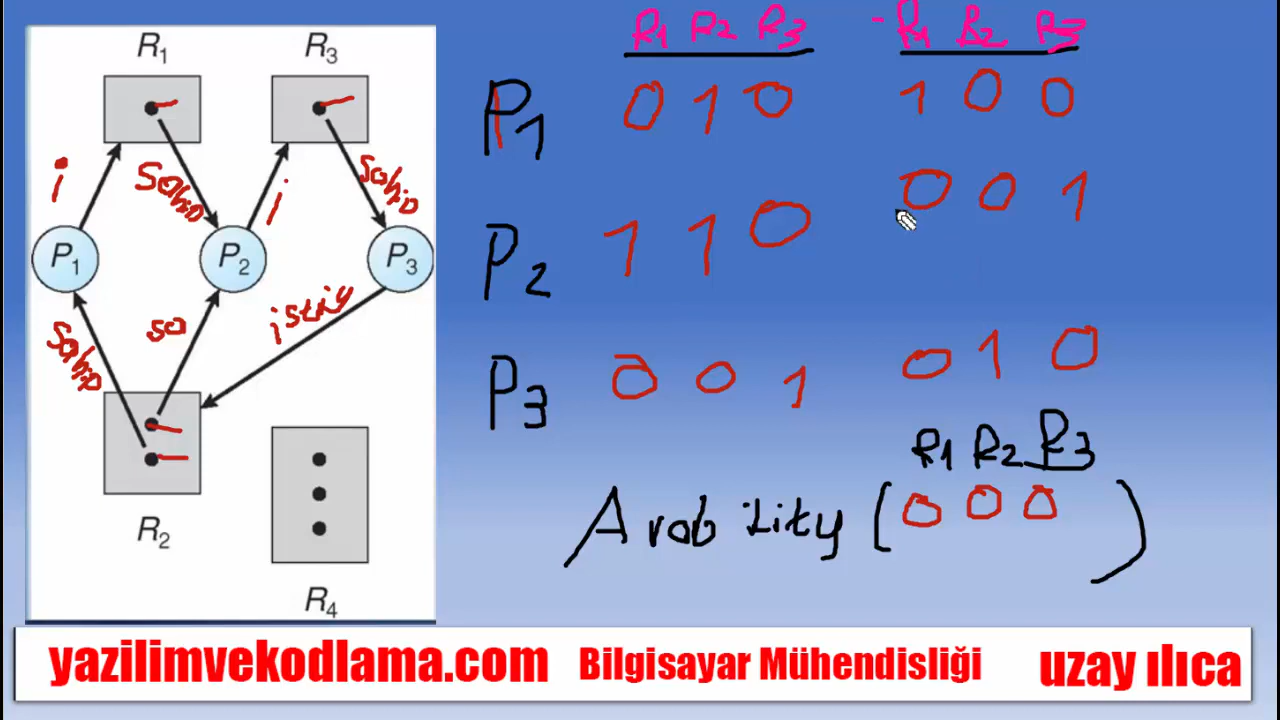 R1 R3
i Sahip i Sahip
P1 P2 P3
Sahip sa istiy
R2
R4
R1 R2 R3
R1 R2 R3
P1 0 1 0 1 0 0
P2 1 1 0 0 0 1
P3 0 0 1 0 1 0
R1 R2 R3
(0 0 0)
yazilimvekodlama.com Bilgisayar Mühendisliği uzay ılıca